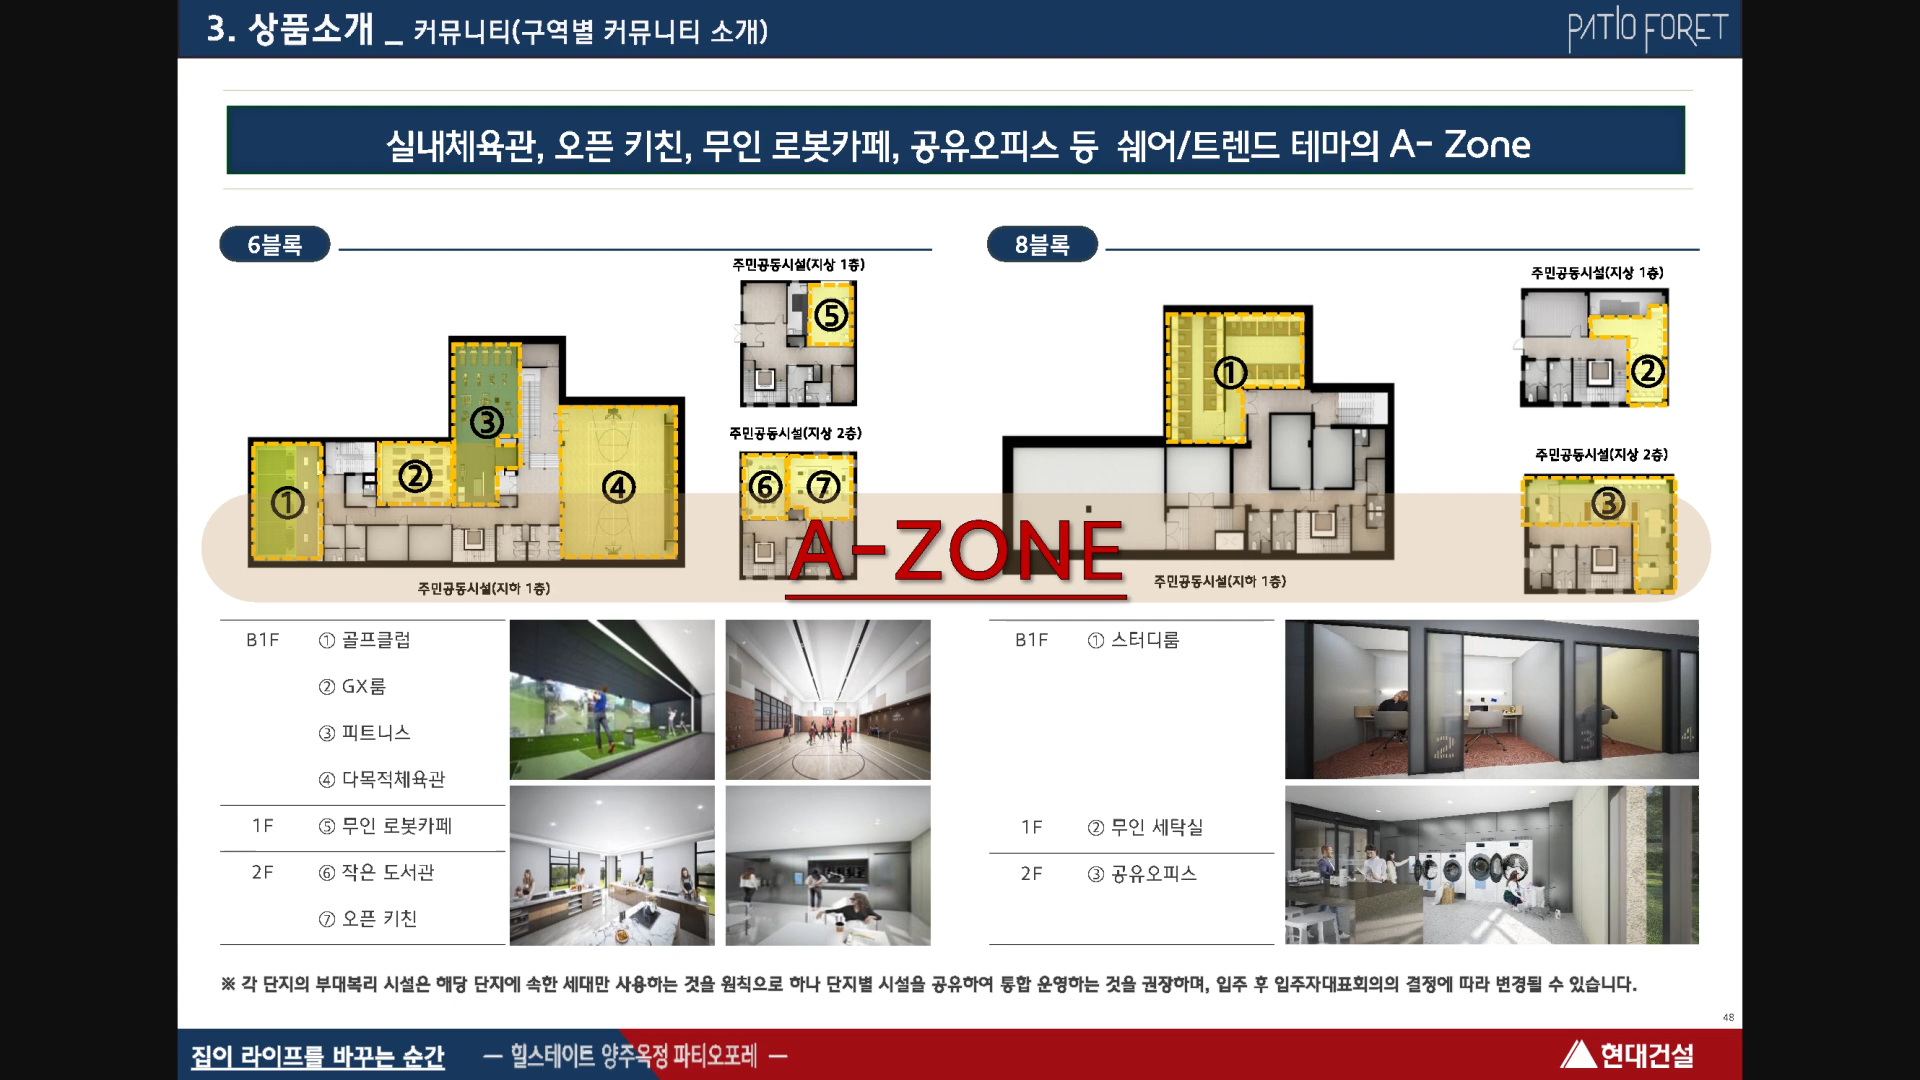 3. 상품소개 _ 커뮤니티(구역별 커뮤니티 소개)
PATIO FORET
실내체육관, 오픈 키친, 무인 로봇카페, 공유오피스 등 쉐어/트렌드 테마의 A- Zone
6블록
주민공동시설(지상 1층)
⑤
③
②
①
④
주민공동시설(지상 2층)
⑥ ⑦
주민공동시설(지하 1층)
8블록
주민공동시설(지상 1층)
①
②
주민공동시설(지상 2층)
③
주민공동시설(지하 1층)
A-ZONE
B1F ① 골프클럽
② GX룸
③ 피트니스
④ 다목적체육관
1F ⑤ 무인 로봇카페
2F ⑥ 작은 도서관
⑦ 오픈 키친
B1F ① 스터디룸
1F ② 무인 세탁실
2F ③ 공유오피스
2
3
4
※ 각 단지의 부대복리 시설은 해당 단지에 속한 세대만 사용하는 것을 원칙으로 하나 단지별 시설을 공유하여 통합 운영하는 것을 권장하며, 입주 후 입주자대표회의의 결정에 따라 변경될 수 있습니다.
48
집이 라이프를 바꾸는 순간
— 힐스테이트 양주옥정 파티오포레 —
현대건설